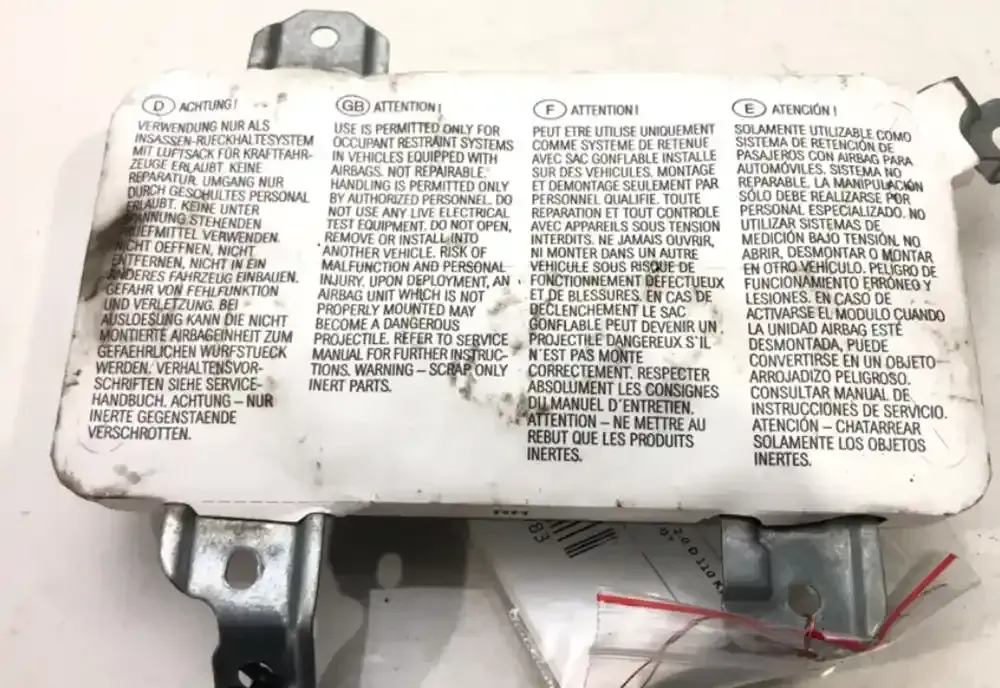 D ACHTUNG!
VERWENDUNG NUR ALS
INSASSEN-RUECKHALTESYSTEM
MIT LUFTSACK FÜR KRAFTFAHR-
ZEUGE ERLAUBT. KEINE
REPARATUR. UMGANG NUR
DURCH GESCHULTES PERSONAL
ERLAUBT. KEINE UNTER
SPANNUNG STEHENDEN
PRUEFMITTEL VERWENDEN.
NICHT OEFFNEN, NICHT
ENTFERNEN, NICHT IN EIN
ANDERES FAHRZEUG EINBAUEN.
GEFAHR VON FEHLFUNKTION
UND VERLETZUNG. BEI
AUSLOESUNG KANN DIE NICHT
MONTIERTE AIRBAGEINHEIT ZUM
GEFAEHRLICHEN WURFSTUECK
WERDEN. VERHALTENSVOR-
SCHRIFTEN SIEHE SERVICE-
HANDBUCH. ACHTUNG – NUR
INERTE GEGENSTAENDE
VERSCHROTTEN.
GB ATTENTION!
USE IS PERMITTED ONLY FOR
OCCUPANT RESTRAINT SYSTEMS
IN VEHICLES EQUIPPED WITH
AIRBAGS. NOT REPAIRABLE.
HANDLING IS PERMITTED ONLY
BY AUTHORIZED PERSONNEL. DO
NOT USE ANY LIVE ELECTRICAL
TEST EQUIPMENT. DO NOT OPEN,
REMOVE OR INSTALL INTO
ANOTHER VEHICLE. RISK OF
MALFUNCTION AND PERSONAL
INJURY. UPON DEPLOYMENT, AN
AIRBAG UNIT WHICH IS NOT
PROPERLY MOUNTED MAY
BECOME A DANGEROUS
PROJECTILE. REFER TO SERVICE
MANUAL FOR FURTHER INSTRUC-
TIONS. WARNING – SCRAP ONLY
INERT PARTS.
F ATTENTION!
PEUT ETRE UTILISE UNIQUEMENT
COMME SYSTEME DE RETENUE
AVEC SAC GONFLABLE INSTALLE
SUR DES VEHICULES. MONTAGE
ET DEMONTAGE SEULEMENT PAR
PERSONNEL QUALIFIE. TOUTE
REPARATION ET TOUT CONTROLE
AVEC APPAREILS SOUS TENSION
INTERDITS. NE JAMAIS OUVRIR,
NI MONTER DANS UN AUTRE
VEHICULE SOUS RISQUE DE
FONCTIONNEMENT DEFECTUEUX
ET DE BLESSURES. EN CAS DE
DECLENCHEMENT LE SAC
GONFLABLE PEUT DEVENIR UN
PROJECTILE DANGEREUX S'IL
N'EST PAS MONTE
CORRECTEMENT. RESPECTER
ABSOLUMENT LES CONSIGNES
DU MANUEL D'ENTRETIEN.
ATTENTION – NE METTRE AU
REBUT QUE LES PRODUITS
INERTES.
E ATENCIÓN!
SOLAMENTE UTILIZABLE COMO
SISTEMA DE RETENCIÓN DE
PASAJEROS CON AIRBAG PARA
AUTOMÓVILES. SISTEMA NO
REPARABLE. LA MANIPULACIÓN
SÓLO DEBE REALIZARSE POR
PERSONAL ESPECIALIZADO. NO
UTILIZAR SISTEMAS DE
MEDICIÓN BAJO TENSIÓN. NO
ABRIR, DESMONTAR O MONTAR
EN OTRO VEHÍCULO. PELIGRO DE
FUNCIONAMIENTO ERRÓNEO Y
LESIONES. EN CASO DE
ACTIVARSE EL MODULO CUANDO
LA UNIDAD AIRBAG ESTÉ
DESMONTADA, PUEDE
CONVERTIRSE EN UN OBJETO
ARROJADIZO PELIGROSO.
CONSULTAR MANUAL DE
INSTRUCCIONES DE SERVICIO.
ATENCIÓN – CHATARREAR
SOLAMENTE LOS OBJETOS
INERTES.
83
2.0 D 110